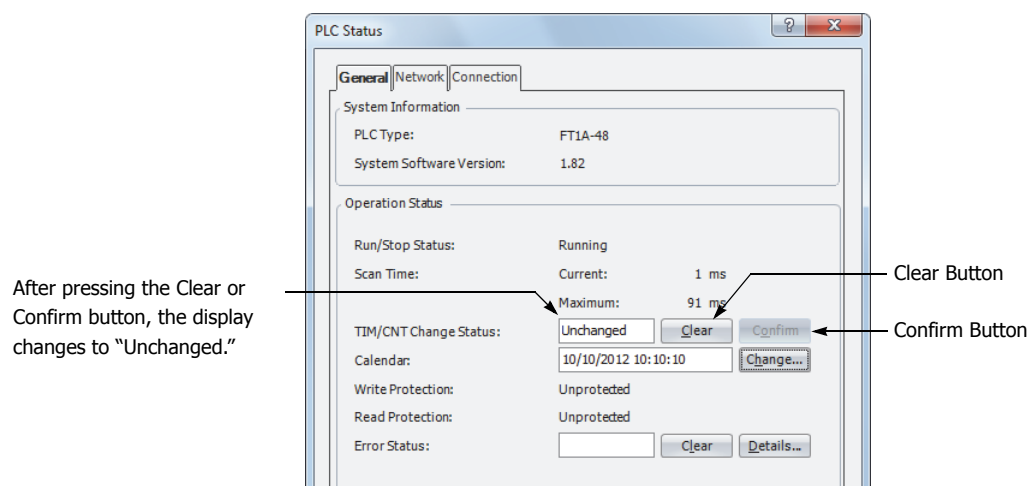 PLC Status
General Network Connection
System Information
PLC Type: FT1A-48
System Software Version: 1.82
Operation Status
Run/Stop Status: Running
Scan Time: Current: 1 ms
Maximum: 91 ms
TIM/CNT Change Status: Unchanged Clear Confirm
Calendar: 10/10/2012 10:10:10 Change...
Write Protection: Unprotected
Read Protection: Unprotected
Error Status: Clear Details...
After pressing the Clear or
Confirm button, the display
changes to “Unchanged.”
Clear Button
Confirm Button